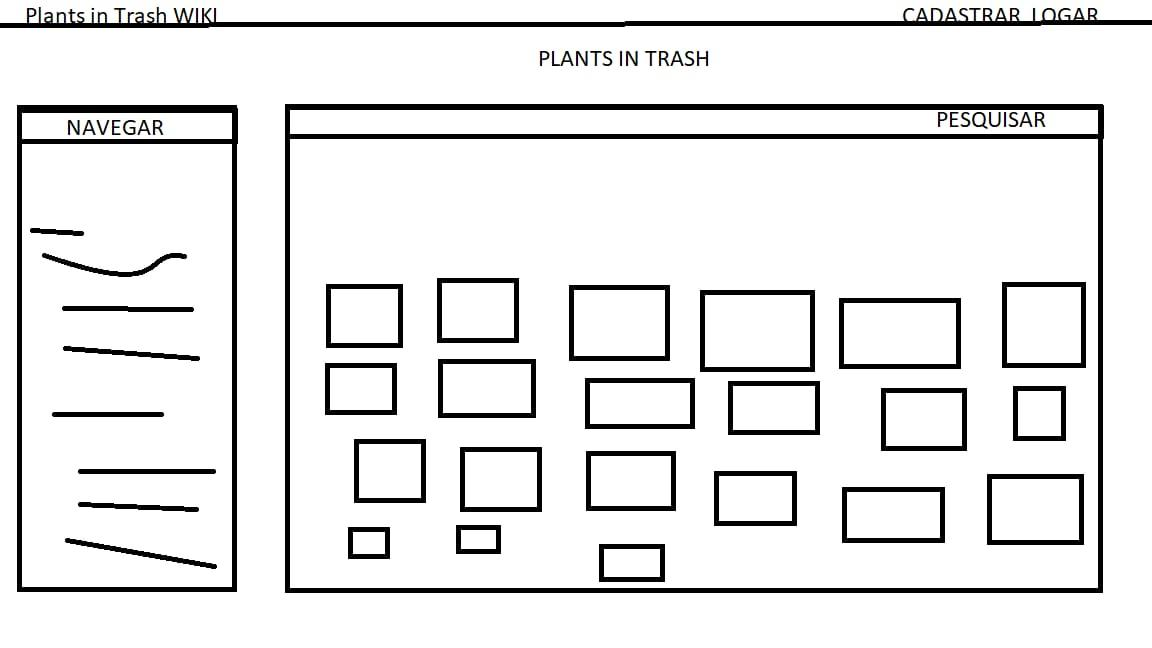 Plants in Trash WIKI
CADASTRAR LOGAR
PLANTS IN TRASH
NAVEGAR
PESQUISAR